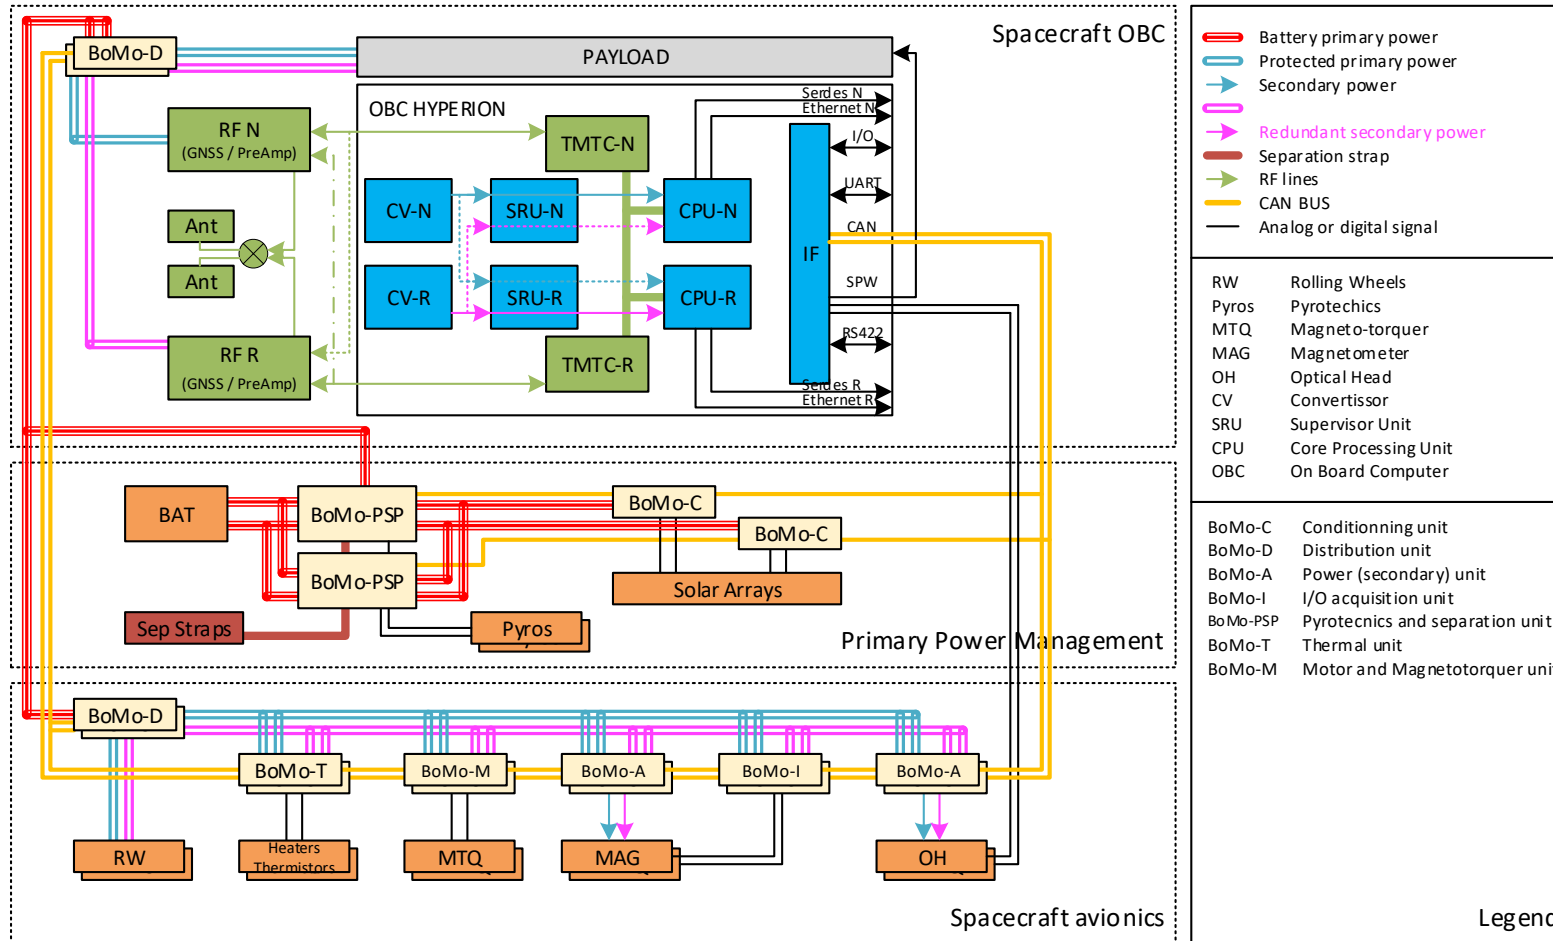 Spacecraft OBC
BoMo-D
PAYLOAD
OBC HYPERION
RF N
(GNSS / PreAmp)
TMTC-N
Serdes N
Ethernet N
I/O
UART
CAN
SPW
RS422
Serdes R
Ethernet R
CV-N
SRU-N
CPU-N
IF
Ant
Ant
CV-R
SRU-R
CPU-R
RF R
(GNSS / PreAmp)
TMTC-R
BAT
BoMo-PSP
BoMo-C
BoMo-C
BoMo-PSP
Solar Arrays
Sep Straps
Pyros
Primary Power Management
BoMo-D
BoMo-T
BoMo-M
BoMo-A
BoMo-I
BoMo-A
RW
Heaters
Thermistors
MTQ
MAG
OH
Spacecraft avionics
Battery primary power
Protected primary power
Secondary power
Redundant secondary power
Separation strap
RF lines
CAN BUS
Analog or digital signal
RW Rolling Wheels
Pyros Pyrotechics
MTQ Magneto-torquer
MAG Magnetometer
OH Optical Head
CV Convertissor
SRU Supervisor Unit
CPU Core Processing Unit
OBC On Board Computer
BoMo-C Conditionning unit
BoMo-D Distribution unit
BoMo-A Power (secondary) unit
BoMo-I I/O acquisition unit
BoMo-PSP Pyrotecnics and separation unit
BoMo-T Thermal unit
BoMo-M Motor and Magnetotorquer unit
Legend